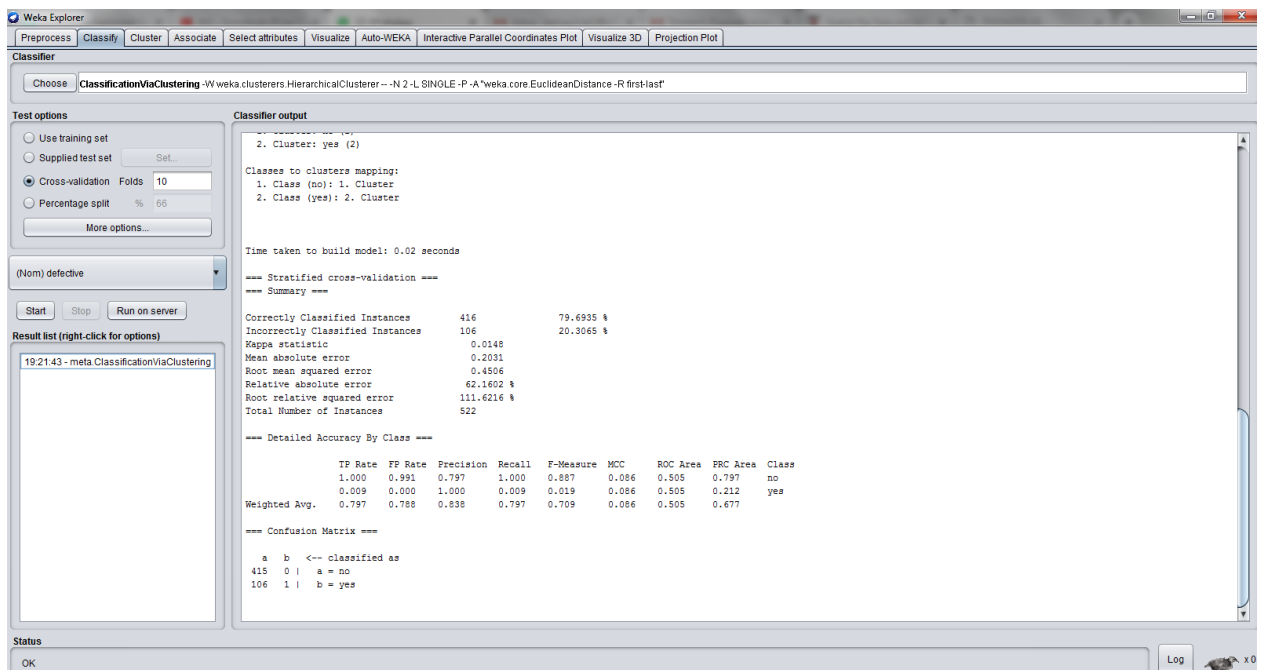 Weka Explorer
Preprocess Classify Cluster Associate Select attributes Visualize Auto-WEKA Interactive Parallel Coordinates Plot Visualize 3D Projection Plot
Classifier
Choose ClassificationViaClustering -W weka.clusterers.HierarchicalClusterer -- -N 2 -L SINGLE -P -A "weka.core.EuclideanDistance -R first-last"
Test options
Use training set
Supplied test set Set...
Cross-validation Folds 10
Percentage split % 66
More options...
(Nom) defective
Start Stop Run on server
Result list (right-click for options)
19:21:43 - meta.ClassificationViaClustering
Classifier output
2. Cluster: yes (2)
Classes to clusters mapping:
1. Class (no): 1. Cluster
2. Class (yes): 2. Cluster
Time taken to build model: 0.02 seconds
=== Stratified cross-validation ===
=== Summary ===
Correctly Classified Instances 416 79.6935 %
Incorrectly Classified Instances 106 20.3065 %
Kappa statistic 0.0148
Mean absolute error 0.2031
Root mean squared error 0.4506
Relative absolute error 62.1602 %
Root relative squared error 111.6216 %
Total Number of Instances 522
=== Detailed Accuracy By Class ===
TP Rate FP Rate Precision Recall F-Measure MCC ROC Area PRC Area Class
1.000 0.991 0.797 1.000 0.887 0.086 0.505 0.797 no
0.009 0.000 1.000 0.009 0.019 0.086 0.505 0.212 yes
Weighted Avg. 0.797 0.788 0.838 0.797 0.709 0.086 0.505 0.677
=== Confusion Matrix ===
a b <-- classified as
415 0 | a = no
106 1 | b = yes
Status
OK
Log x 0